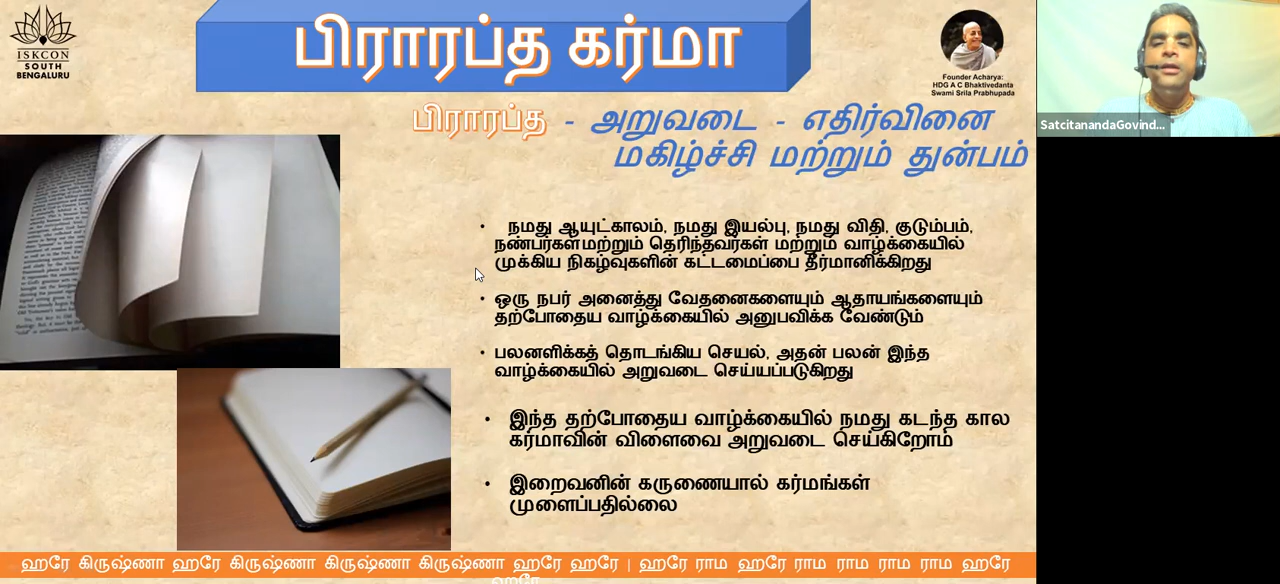 ISKCON
SOUTH
BENGALURU
பிராரப்த கர்மா
Founder Acharya:
HDG A C Bhaktivedanta
Swami Srila Prabhupada
SatcitanandaGovind...
பிராரப்த - அறுவடை - எதிர்வினை
மகிழ்ச்சி மற்றும் துன்பம்
• நமது ஆயுட்காலம், நமது இயல்பு, நமது விதி, குடும்பம்,
நண்பர்கள்மற்றும் தெரிந்தவர்கள் மற்றும் வாழ்க்கையில்
முக்கிய நிகழ்வுகளின் கட்டமைப்பை தீர்மானிக்கிறது
• ஒரு நபர் அனைத்து வேதனைகளையும் ஆதாயங்களையும்
தற்போதைய வாழ்க்கையில் அனுபவிக்க வேண்டும்
• பலனளிக்கத் தொடங்கிய செயல், அதன் பலன் இந்த
வாழ்க்கையில் அறுவடை செய்யப்படுகிறது
• இந்த தற்போதைய வாழ்க்கையில் நமது கடந்த கால
கர்மாவின் விளைவை அறுவடை செய்கிறோம்
• இறைவனின் கருணையால் கர்மங்கள்
முளைப்பதில்லை
ஹரே கிருஷ்ணா ஹரே கிருஷ்ணா கிருஷ்ணா கிருஷ்ணா ஹரே ஹரே | ஹரே ராம ஹரே ராம ராம ராம ராம ஹரே
ஹரே